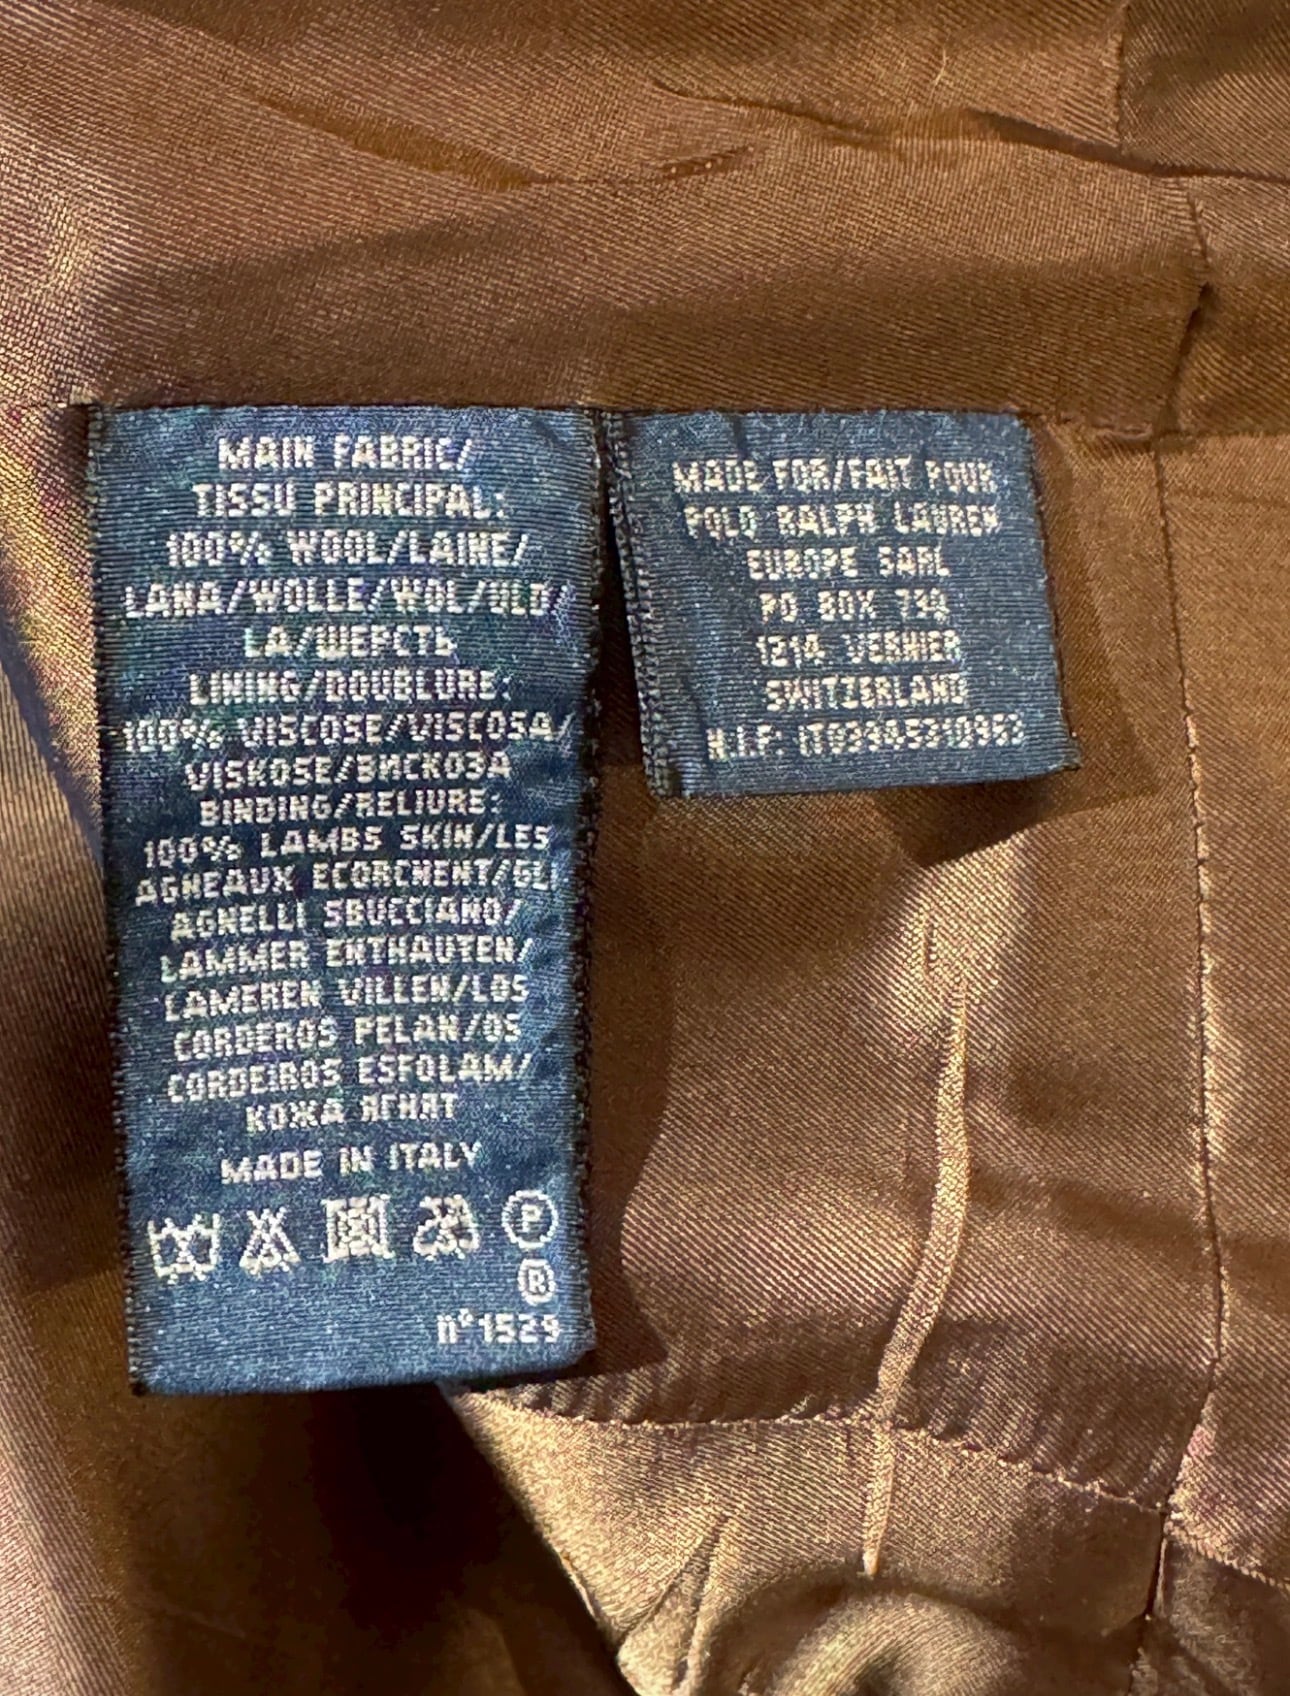 MAIN FABRIC/
TISSU PRINCIPAL:
100% WOOL/LAINE/
LANA/WOLLE/WOL/ULD/
LA/ШЕРСТЬ
LINING/DOUBLURE:
100% VISCOSE/VISCOSA/
VISKOSE/ВИСКОЗА
BINDING/RELIURE:
100% LAMBS SKIN/LES
AGNEAUX ECORCHENT/GLI
AGNELLI SBUCCIANO/
LAMMER ENTHAUTEN/
LAMEREN VILLEN/LOS
CORDEROS PELAN/OS
CORDEIROS ESFOLAM/
КОЖА ЯГНЯТ
MADE IN ITALY
P
®
n°1529
MADE FOR/FAIT POUR
POLO RALPH LAUREN
EUROPE SARL
PO BOX
1214 VERNIER
SWITZERLAND
N.I.F: